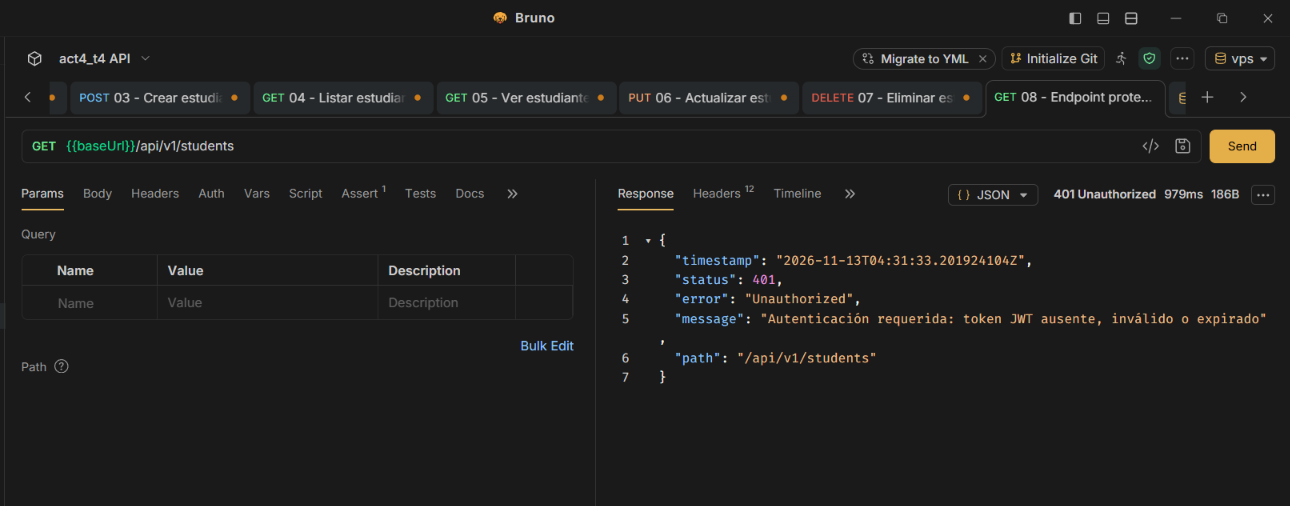 Bruno
act4_t4 API
Migrate to YML
Initialize Git
vps
POST 03 - Crear estudi
GET 04 - Listar estudiar
GET 05 - Ver estudiante
PUT 06 - Actualizar est
DELETE 07 - Eliminar es
GET 08 - Endpoint prote...
GET {{baseUrl}}/api/v1/students
</> Send
Params Body Headers Auth Vars Script Assert 1 Tests Docs
Query
Name Value Description
Name Value Description
Bulk Edit
Path ?
Response Headers 12 Timeline
{ } JSON 401 Unauthorized 979ms 186B
1 {
2 "timestamp": "2026-11-13T04:31:33.201924104Z",
3 "status": 401,
4 "error": "Unauthorized",
5 "message": "Autenticación requerida: token JWT ausente, inválido o expirado"
,
6 "path": "/api/v1/students"
7 }